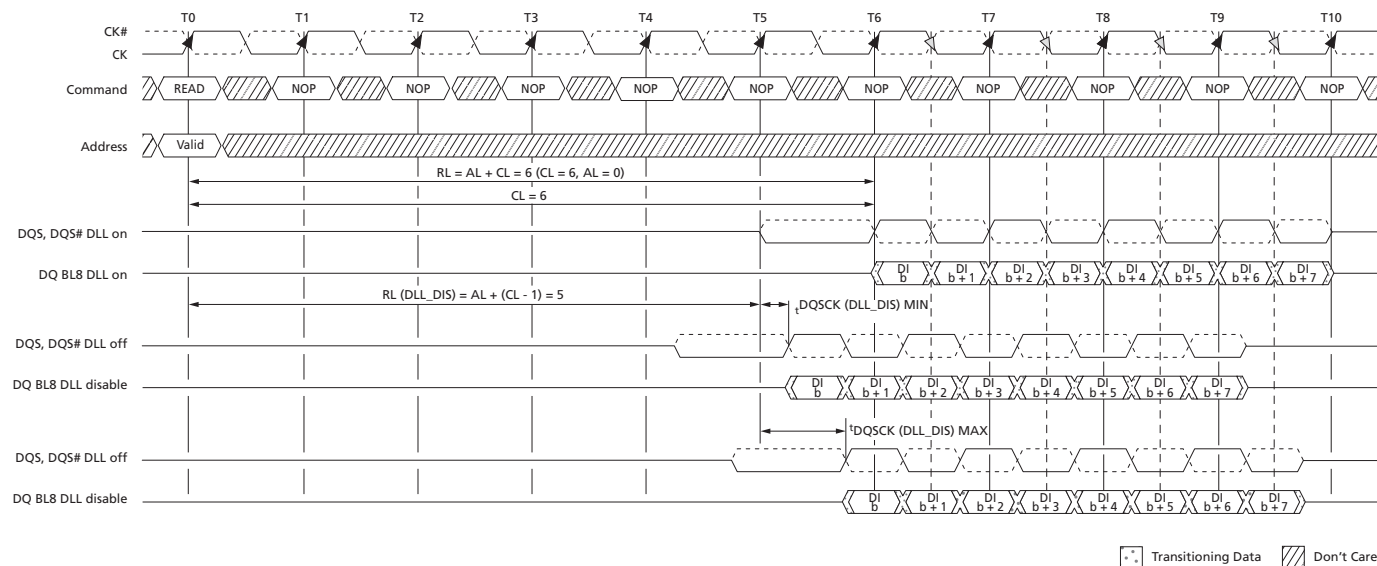 T0 T1 T2 T3 T4 T5 T6 T7 T8 T9 T10
CK#
CK
Command READ NOP NOP NOP NOP NOP NOP NOP NOP NOP NOP
Address Valid
RL = AL + CL = 6 (CL = 6, AL = 0)
CL = 6
DQS, DQS# DLL on
DQ BL8 DLL on DI b DI b + 1 DI b + 2 DI b + 3 DI b + 4 DI b + 5 DI b + 6 DI b + 7
RL (DLL_DIS) = AL + (CL - 1) = 5
tDQSCK (DLL_DIS) MIN
DQS, DQS# DLL off
DQ BL8 DLL disable DI b DI b + 1 DI b + 2 DI b + 3 DI b + 4 DI b + 5 DI b + 6 DI b + 7
tDQSCK (DLL_DIS) MAX
DQS, DQS# DLL off
DQ BL8 DLL disable DI b DI b + 1 DI b + 2 DI b + 3 DI b + 4 DI b + 5 DI b + 6 DI b + 7
Transitioning Data Don't Care